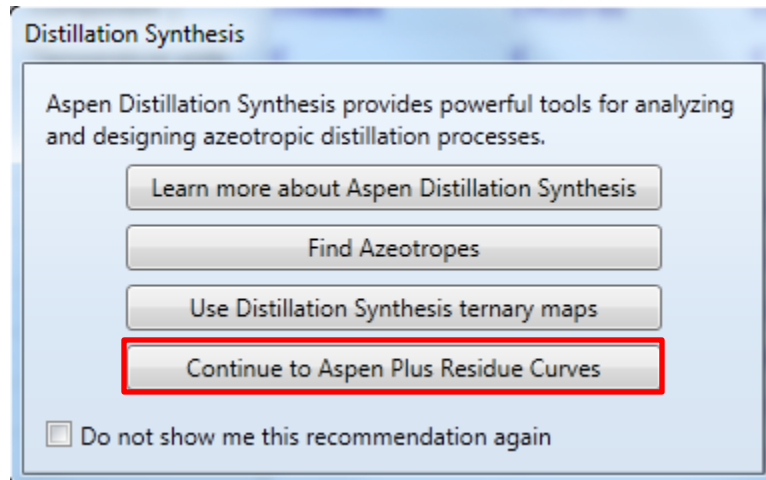 Distillation Synthesis
Aspen Distillation Synthesis provides powerful tools for analyzing
and designing azeotropic distillation processes.
Learn more about Aspen Distillation Synthesis
Find Azeotropes
Use Distillation Synthesis ternary maps
Continue to Aspen Plus Residue Curves
Do not show me this recommendation again